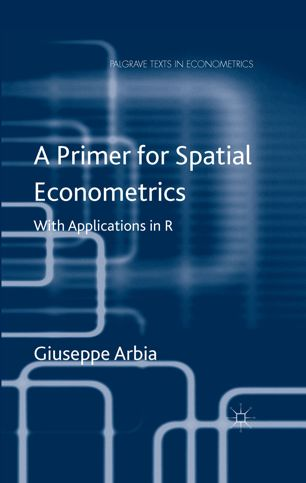 PALGRAVE TEXTS IN ECONOMETRICS
A Primer for Spatial
Econometrics
With Applications in R
Giuseppe Arbia